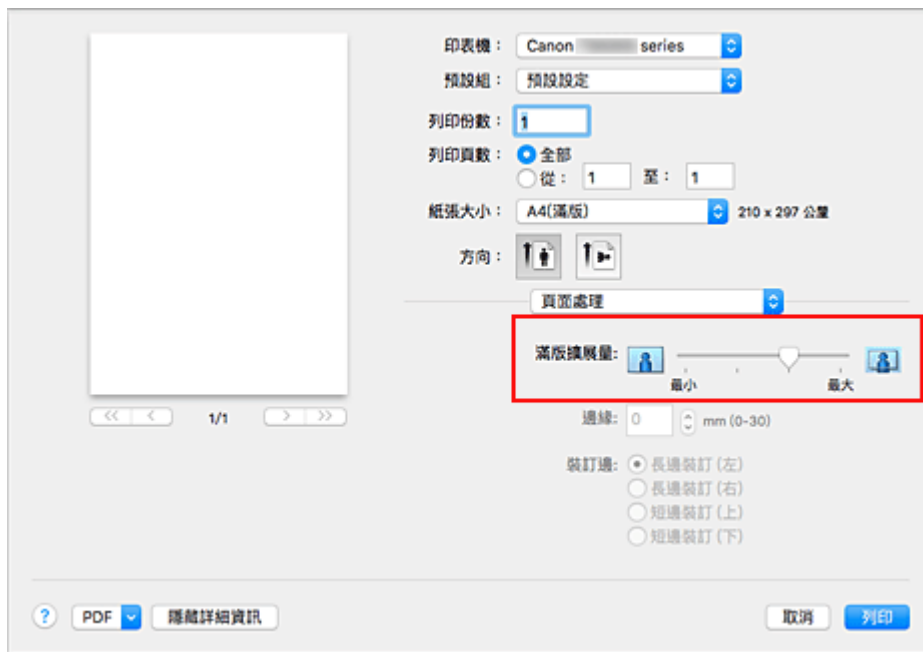 印表機： Canon series
預設組： 預設設定
列印份數： 1
列印頁數： 全部
從： 1 至： 1
紙張大小： A4(滿版) 210 x 297 公釐
方向：
頁面處理
滿版擴展量:
最小 最大
邊緣: 0 mm (0-30)
裝訂邊: 長邊裝訂 (左)
長邊裝訂 (右)
短邊裝訂 (上)
短邊裝訂 (下)
<< < 1/1 > >>
? PDF 隱藏詳細資訊 取消 列印